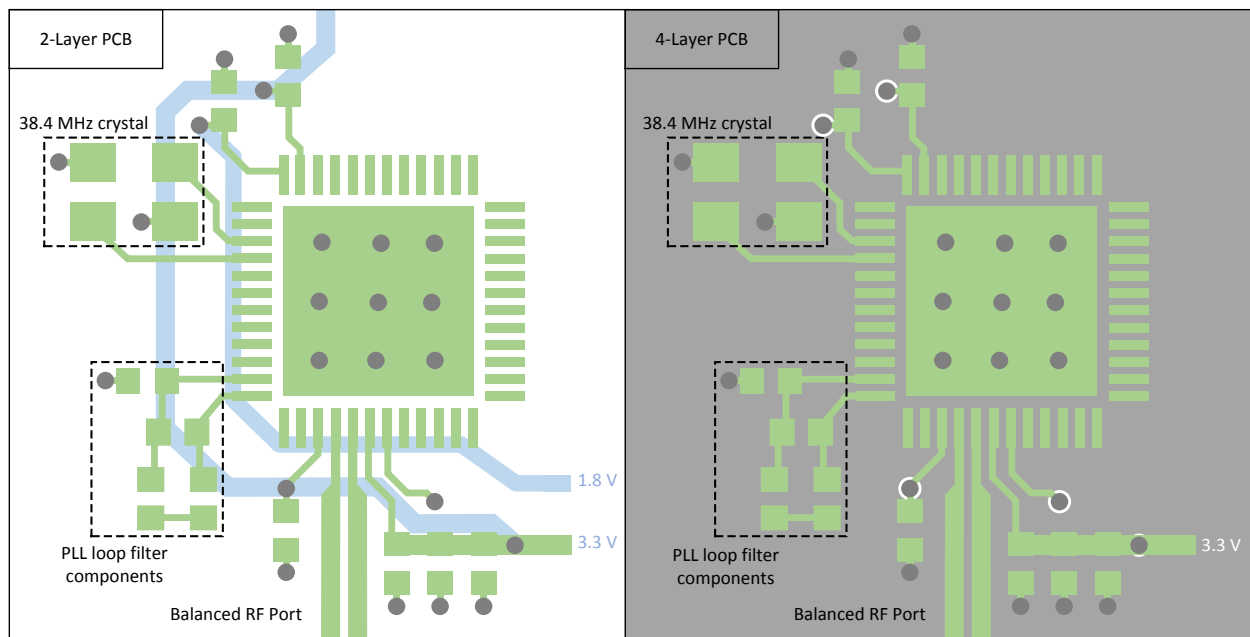 2-Layer PCB
38.4 MHz crystal
1.8 V
3.3 V
PLL loop filter
components
Balanced RF Port
4-Layer PCB
38.4 MHz crystal
3.3 V
PLL loop filter
components
Balanced RF Port